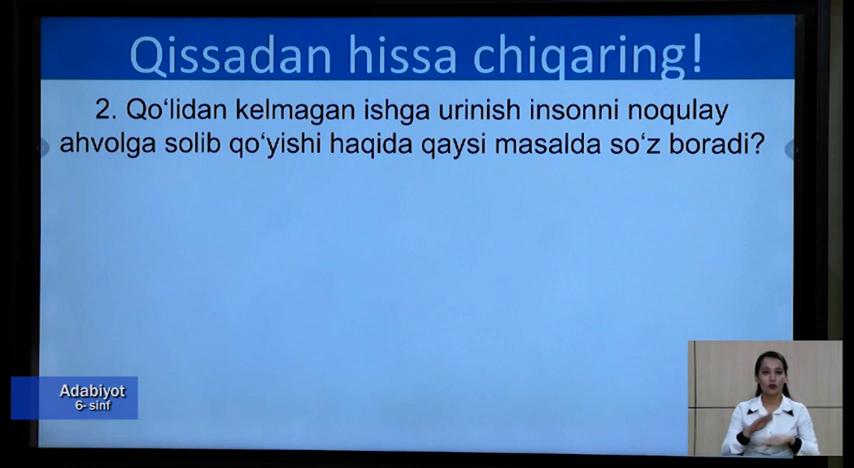 Qissadan hissa chiqaring!
2. Qo‘lidan kelmagan ishga urinish insonni noqulay
ahvolga solib qo‘yishi haqida qaysi masalda so‘z boradi?
Adabiyot
6- sinf